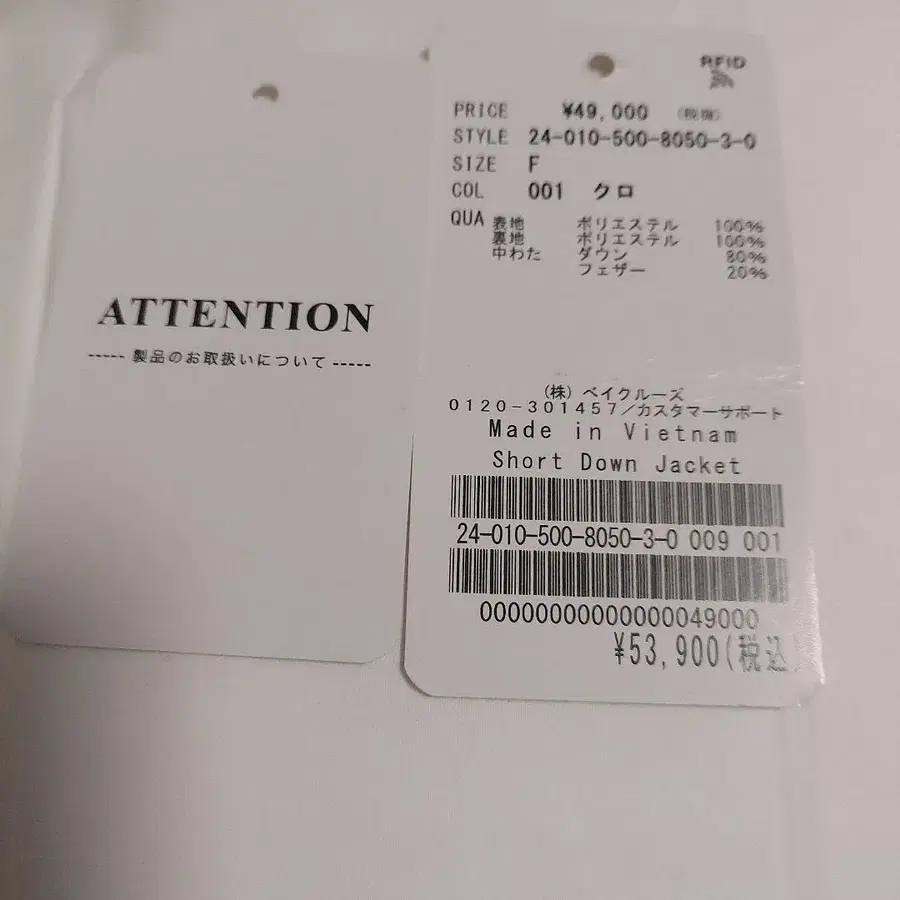 ATTENTION
----- 製品のお取扱いについて -----
RFID
PRICE ¥49,000 (税抜)
STYLE 24-010-500-8050-3-0
SIZE F
COL 001 クロ
QUA 表地 ポリエステル 100%
裏地 ポリエステル 100%
中わた ダウン 80%
フェザー 20%
(株) ベイクルーズ
0120-301457/カスタマーサポート
Made in Vietnam
Short Down Jacket
24-010-500-8050-3-0 009 001
00000000000000049000
¥53,900(税込)